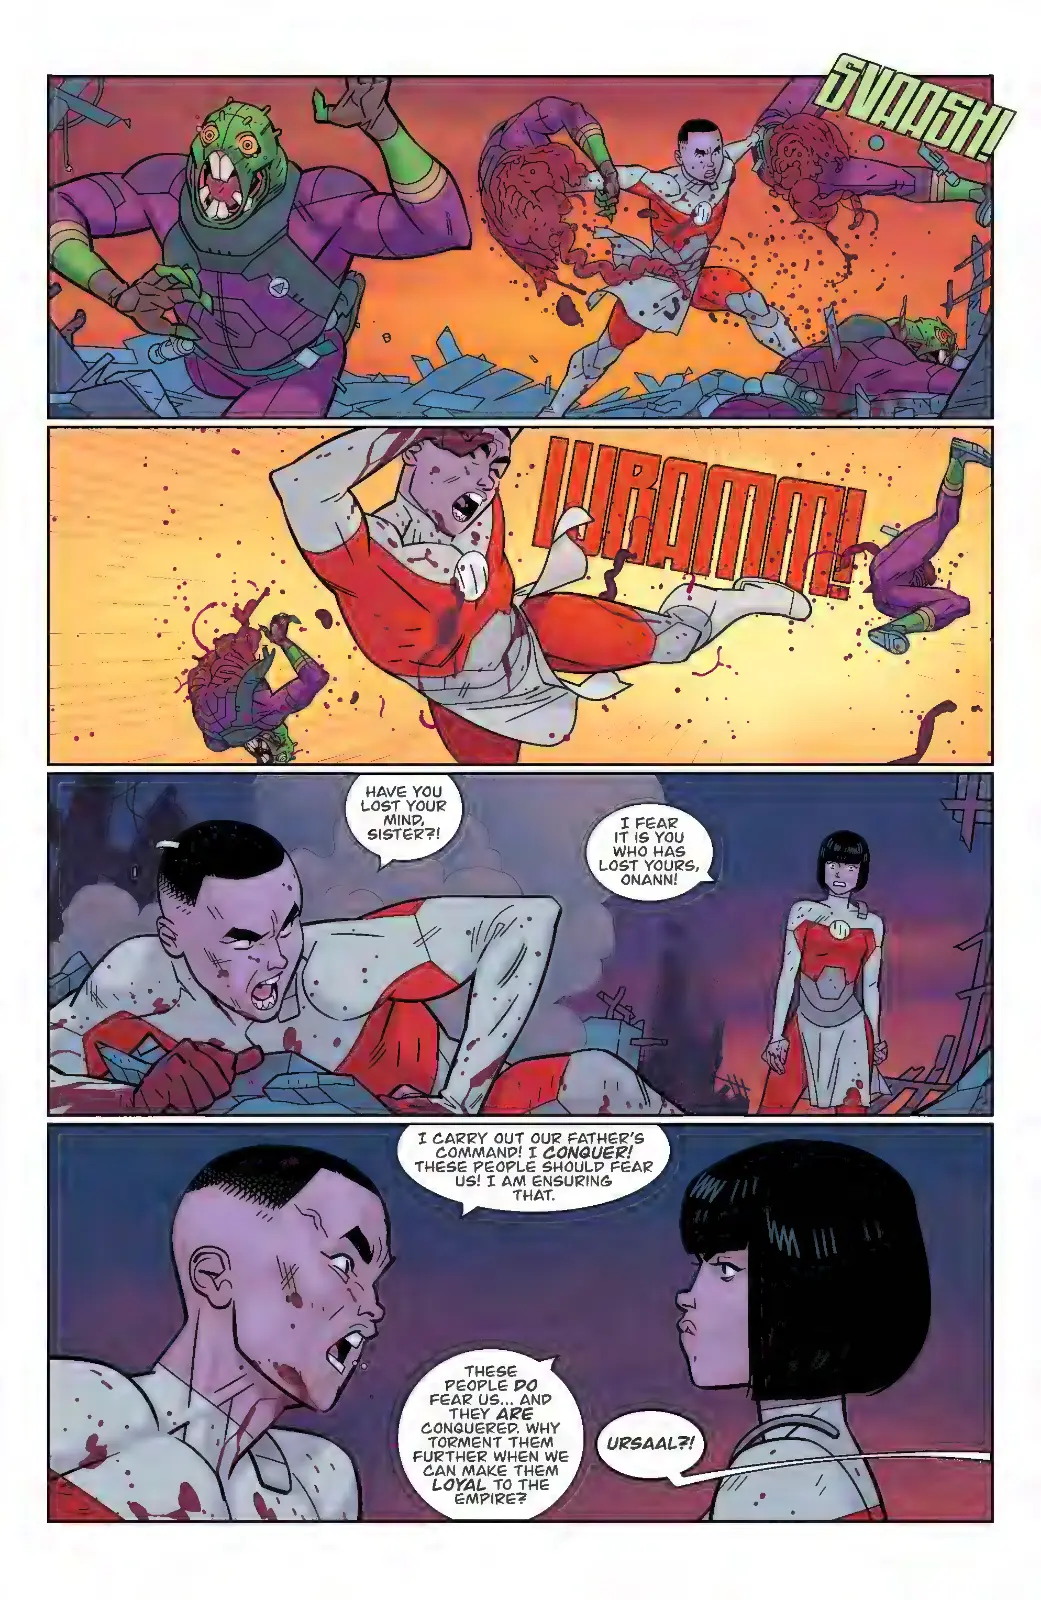 SVAASH!
WRAMM!
HAVE YOU
LOST YOUR
MIND,
SISTER?!
I FEAR
IT IS YOU
WHO HAS
LOST YOURS,
ONANN!
I CARRY OUT OUR FATHER'S
COMMAND! I CONQUER!
THESE PEOPLE SHOULD FEAR
US! I AM ENSURING
THAT.
THESE
PEOPLE DO
FEAR US... AND
THEY ARE
CONQUERED. WHY
TORMENT THEM
FURTHER WHEN WE
CAN MAKE THEM
LOYAL TO THE
EMPIRE?
URSAAL?!